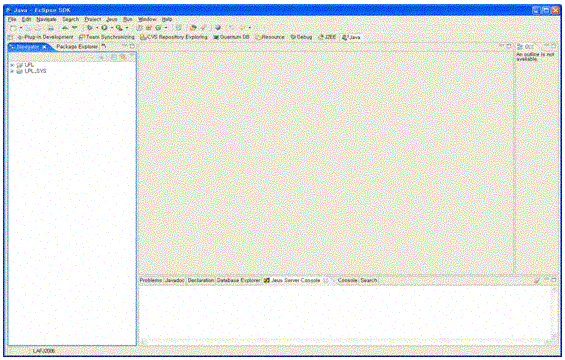 Java - Eclipse SDK
File Edit Navigate Search Project Jeus Run Window Help
Plug-in Development Team Synchronizing CVS Repository Exploring Quantum DB Resource Debug J2EE Java
Navigator Package Explorer
An outline is not available.
LPL
LPL_SYS
Problems Javadoc Declaration Database Explorer Jeus Server Console Console Search